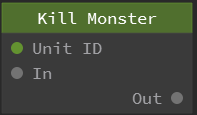 Kill Monster
Unit ID
In
Out